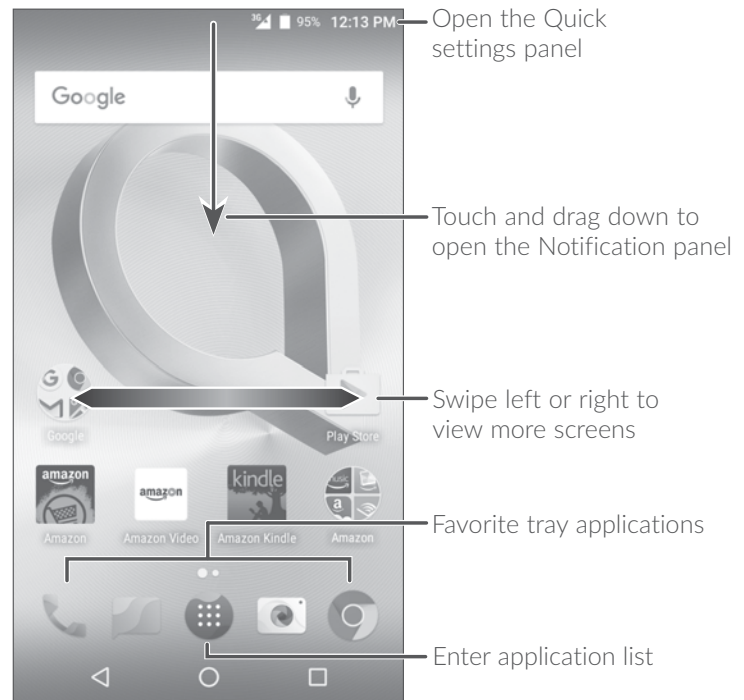 3G 95% 12:13 PM
Open the Quick
settings panel
Google
Touch and drag down to
open the Notification panel
G
Google
Play Store
Swipe left or right to
view more screens
amazon
amazon
kindle
music
a
Amazon
Amazon Video
Amazon Kindle
Amazon
Favorite tray applications
Enter application list